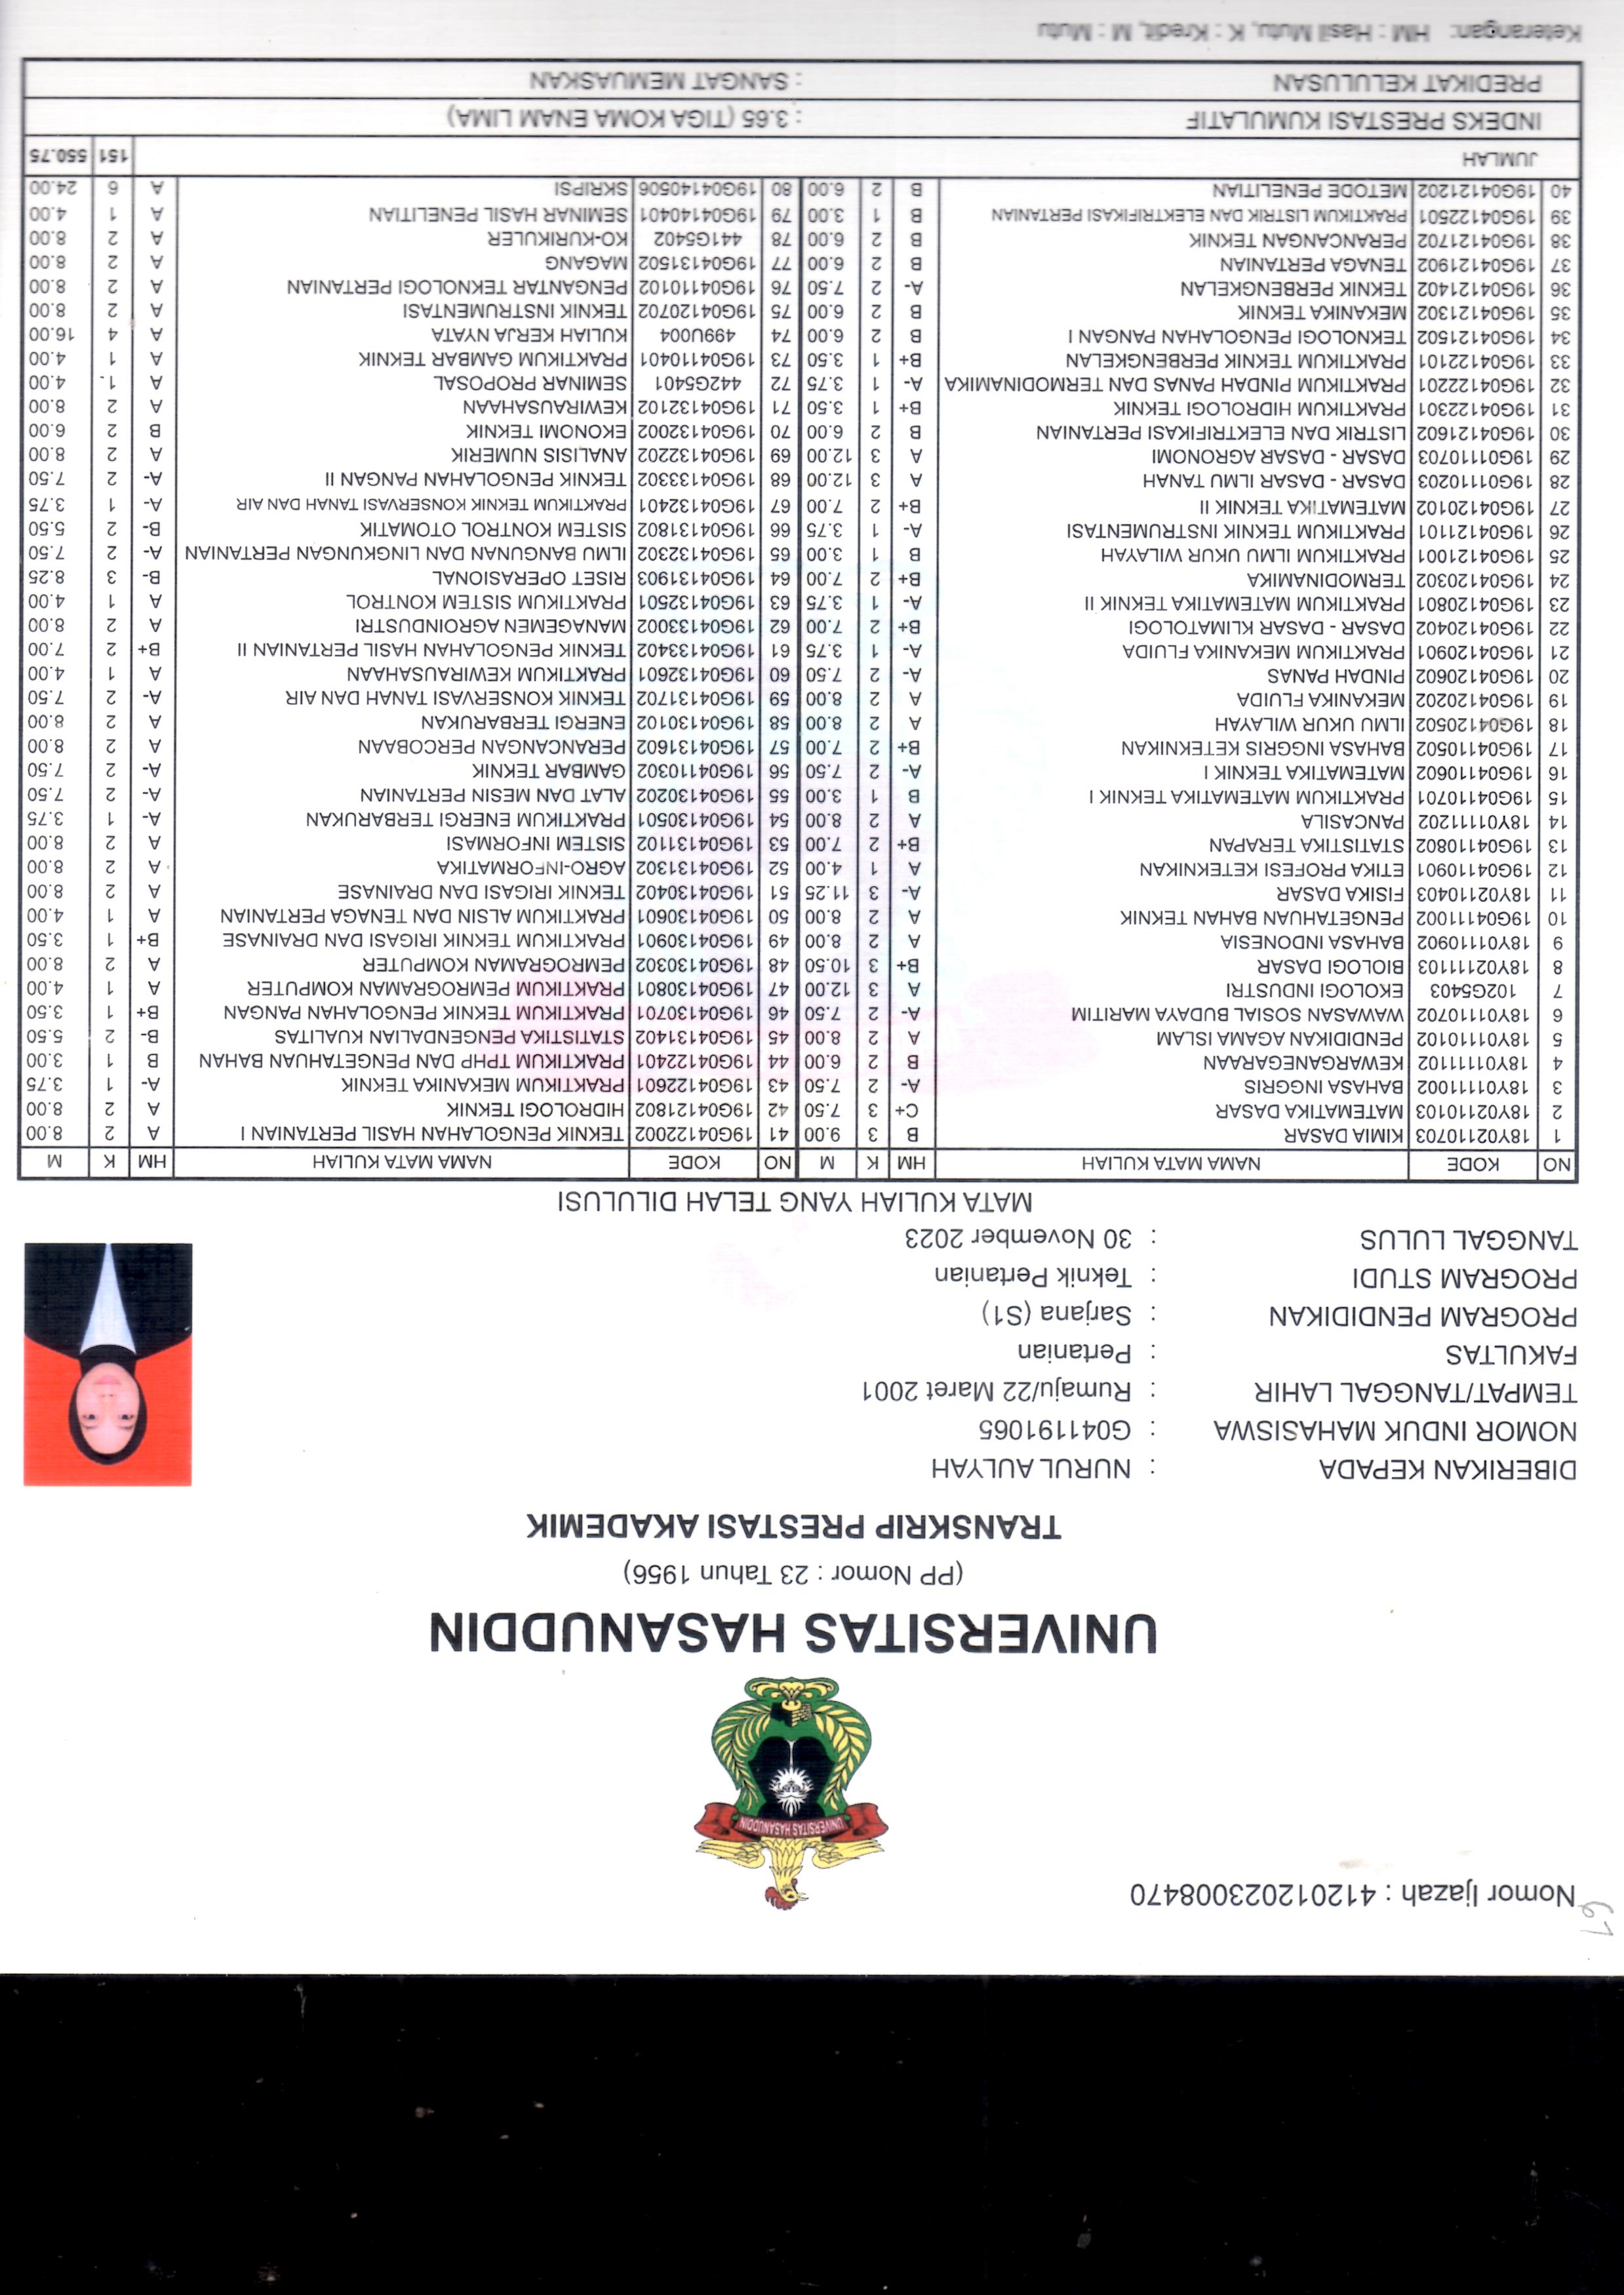 67
Nomor Ijazah : 412012023008470
UNIVERSITAS HASANUDDIN
UNIVERSITAS HASANUDDIN
(PP Nomor : 23 Tahun 1956)
TRANSKRIP PRESTASI AKADEMIK
DIBERIKAN KEPADA : NURUL AULYAH
NOMOR INDUK MAHASISWA : G041191065
TEMPAT/TANGGAL LAHIR : Rumaju/22 Maret 2001
FAKULTAS : Pertanian
PROGRAM PENDIDIKAN : Sarjana (S1)
PROGRAM STUDI : Teknik Pertanian
TANGGAL LULUS : 30 November 2023
MATA KULIAH YANG TELAH DILULUSI
NO KODE NAMA MATA KULIAH HM K M NO KODE NAMA MATA KULIAH HM K M
1 18Y02110703 KIMIA DASAR B 3 9.00 41 19G04122002 TEKNIK PENGOLAHAN HASIL PERTANIAN I A 2 8.00
2 18Y02110103 MATEMATIKA DASAR C+ 3 7.50 42 19G04121802 HIDROLOGI TEKNIK A 2 8.00
3 18Y01111002 BAHASA INGGRIS A- 2 7.50 43 19G04122601 PRAKTIKUM MEKANIKA TEKNIK A- 1 3.75
4 18Y01111102 KEWARGANEGARAAN B 2 6.00 44 19G04122401 PRAKTIKUM TPHP DAN PENGETAHUAN BAHAN B 1 3.00
5 18Y01110102 PENDIDIKAN AGAMA ISLAM A 2 8.00 45 19G04131402 STATISTIKA PENGENDALIAN KUALITAS B- 2 5.50
6 18Y01110702 WAWASAN SOSIAL BUDAYA MARITIM A- 2 7.50 46 19G04130701 PRAKTIKUM TEKNIK PENGOLAHAN PANGAN B+ 1 3.50
7 102G5403 EKOLOGI INDUSTRI A 3 12.00 47 19G04130801 PRAKTIKUM PEMROGRAMAN KOMPUTER A 1 4.00
8 18Y02111103 BIOLOGI DASAR B+ 3 10.50 48 19G04130302 PEMROGRAMAN KOMPUTER A 2 8.00
9 18Y01110902 BAHASA INDONESIA A 2 8.00 49 19G04130901 PRAKTIKUM TEKNIK IRIGASI DAN DRAINASE B+ 1 3.50
10 19G04111002 PENGETAHUAN BAHAN TEKNIK A 2 8.00 50 19G04130601 PRAKTIKUM ALSIN DAN TENAGA PERTANIAN A 1 4.00
11 18Y02110403 FISIKA DASAR A- 3 11.25 51 19G04130402 TEKNIK IRIGASI DAN DRAINASE A 2 8.00
12 19G04110901 ETIKA PROFESI KETEKNIKAN A 1 4.00 52 19G04131302 AGRO-INFORMATIKA A 2 8.00
13 19G04110802 STATISTIKA TERAPAN B+ 2 7.00 53 19G04131102 SISTEM INFORMASI A 2 8.00
14 18Y01111202 PANCASILA A 2 8.00 54 19G04130501 PRAKTIKUM ENERGI TERBARUKAN A- 1 3.75
15 19G04110701 PRAKTIKUM MATEMATIKA TEKNIK I B 1 3.00 55 19G04130202 ALAT DAN MESIN PERTANIAN A- 2 7.50
16 19G04110602 MATEMATIKA TEKNIK I A- 2 7.50 56 19G04110302 GAMBAR TEKNIK A- 2 7.50
17 19G04110502 BAHASA INGGRIS KETEKNIKAN B+ 2 7.00 57 19G04131602 PERANCANGAN PERCOBAAN A 2 8.00
18 19G04120502 ILMU UKUR WILAYAH A 2 8.00 58 19G04130102 ENERGI TERBARUKAN A 2 8.00
19 19G04120202 MEKANIKA FLUIDA A 2 8.00 59 19G04131702 TEKNIK KONSERVASI TANAH DAN AIR A- 2 7.50
20 19G04120602 PINDAH PANAS A- 2 7.50 60 19G04132601 PRAKTIKUM KEWIRAUSAHAAN A 1 4.00
21 19G04120901 PRAKTIKUM MEKANIKA FLUIDA A- 1 3.75 61 19G04133402 TEKNIK PENGOLAHAN HASIL PERTANIAN II B+ 2 7.00
22 19G04120402 DASAR - DASAR KLIMATOLOGI B+ 2 7.00 62 19G04133002 MANAGEMEN AGROINDUSTRI A 2 8.00
23 19G04120801 PRAKTIKUM MATEMATIKA TEKNIK II A- 1 3.75 63 19G04132501 PRAKTIKUM SISTEM KONTROL A 1 4.00
24 19G04120302 TERMODINAMIKA B+ 2 7.00 64 19G04131903 RISET OPERASIONAL B- 3 8.25
25 19G04121001 PRAKTIKUM ILMU UKUR WILAYAH B 1 3.00 65 19G04132302 ILMU BANGUNAN DAN LINGKUNGAN PERTANIAN A- 2 7.50
26 19G04121101 PRAKTIKUM TEKNIK INSTRUMENTASI A- 1 3.75 66 19G04131802 SISTEM KONTROL OTOMATIK B- 2 5.50
27 19G04120102 MATEMATIKA TEKNIK II B+ 2 7.00 67 19G04132401 PRAKTIKUM TEKNIK KONSERVASI TANAH DAN AIR A- 1 3.75
28 19G01110203 DASAR - DASAR ILMU TANAH A 3 12.00 68 19G04133302 TEKNIK PENGOLAHAN PANGAN II A- 2 7.50
29 19G01110703 DASAR - DASAR AGRONOMI A 3 12.00 69 19G04132202 ANALISIS NUMERIK A 2 8.00
30 19G04121602 LISTRIK DAN ELEKTRIFIKASI PERTANIAN B 2 6.00 70 19G04132002 EKONOMI TEKNIK B 2 6.00
31 19G04122301 PRAKTIKUM HIDROLOGI TEKNIK B+ 1 3.50 71 19G04132102 KEWIRAUSAHAAN A 2 8.00
32 19G04122201 PRAKTIKUM PINDAH PANAS DAN TERMODINAMIKA A- 1 3.75 72 442G5401 SEMINAR PROPOSAL A 1 4.00
33 19G04122101 PRAKTIKUM TEKNIK PERBENGKELAN B+ 1 3.50 73 19G04110401 PRAKTIKUM GAMBAR TEKNIK A 1 4.00
34 19G04121502 TEKNOLOGI PENGOLAHAN PANGAN I B 2 6.00 74 499U004 KULIAH KERJA NYATA A 4 16.00
35 19G04121302 MEKANIKA TEKNIK B 2 6.00 75 19G04120702 TEKNIK INSTRUMENTASI A 2 8.00
36 19G04121402 TEKNIK PERBENGKELAN A- 2 7.50 76 19G04110102 PENGANTAR TEKNOLOGI PERTANIAN A 2 8.00
37 19G04121902 TENAGA PERTANIAN B 2 6.00 77 19G04131502 MAGANG A 2 8.00
38 19G04121702 PERANCANGAN TEKNIK B 2 6.00 78 441G5402 KO-KURIKULER A 2 8.00
39 19G04122501 PRAKTIKUM LISTRIK DAN ELEKTRIFIKASI PERTANIAN B 1 3.00 79 19G04140401 SEMINAR HASIL PENELITIAN A 1 4.00
40 19G04121202 METODE PENELITIAN B 2 6.00 80 19G04140506 SKRIPSI A 6 24.00
JUMLAH 151 550.75
INDEKS PRESTASI KUMULATIF : 3.65 (TIGA KOMA ENAM LIMA)
PREDIKAT KELULUSAN : SANGAT MEMUASKAN
Keterangan: HM : Hasil Mutu, K : Kredit, M : Mutu